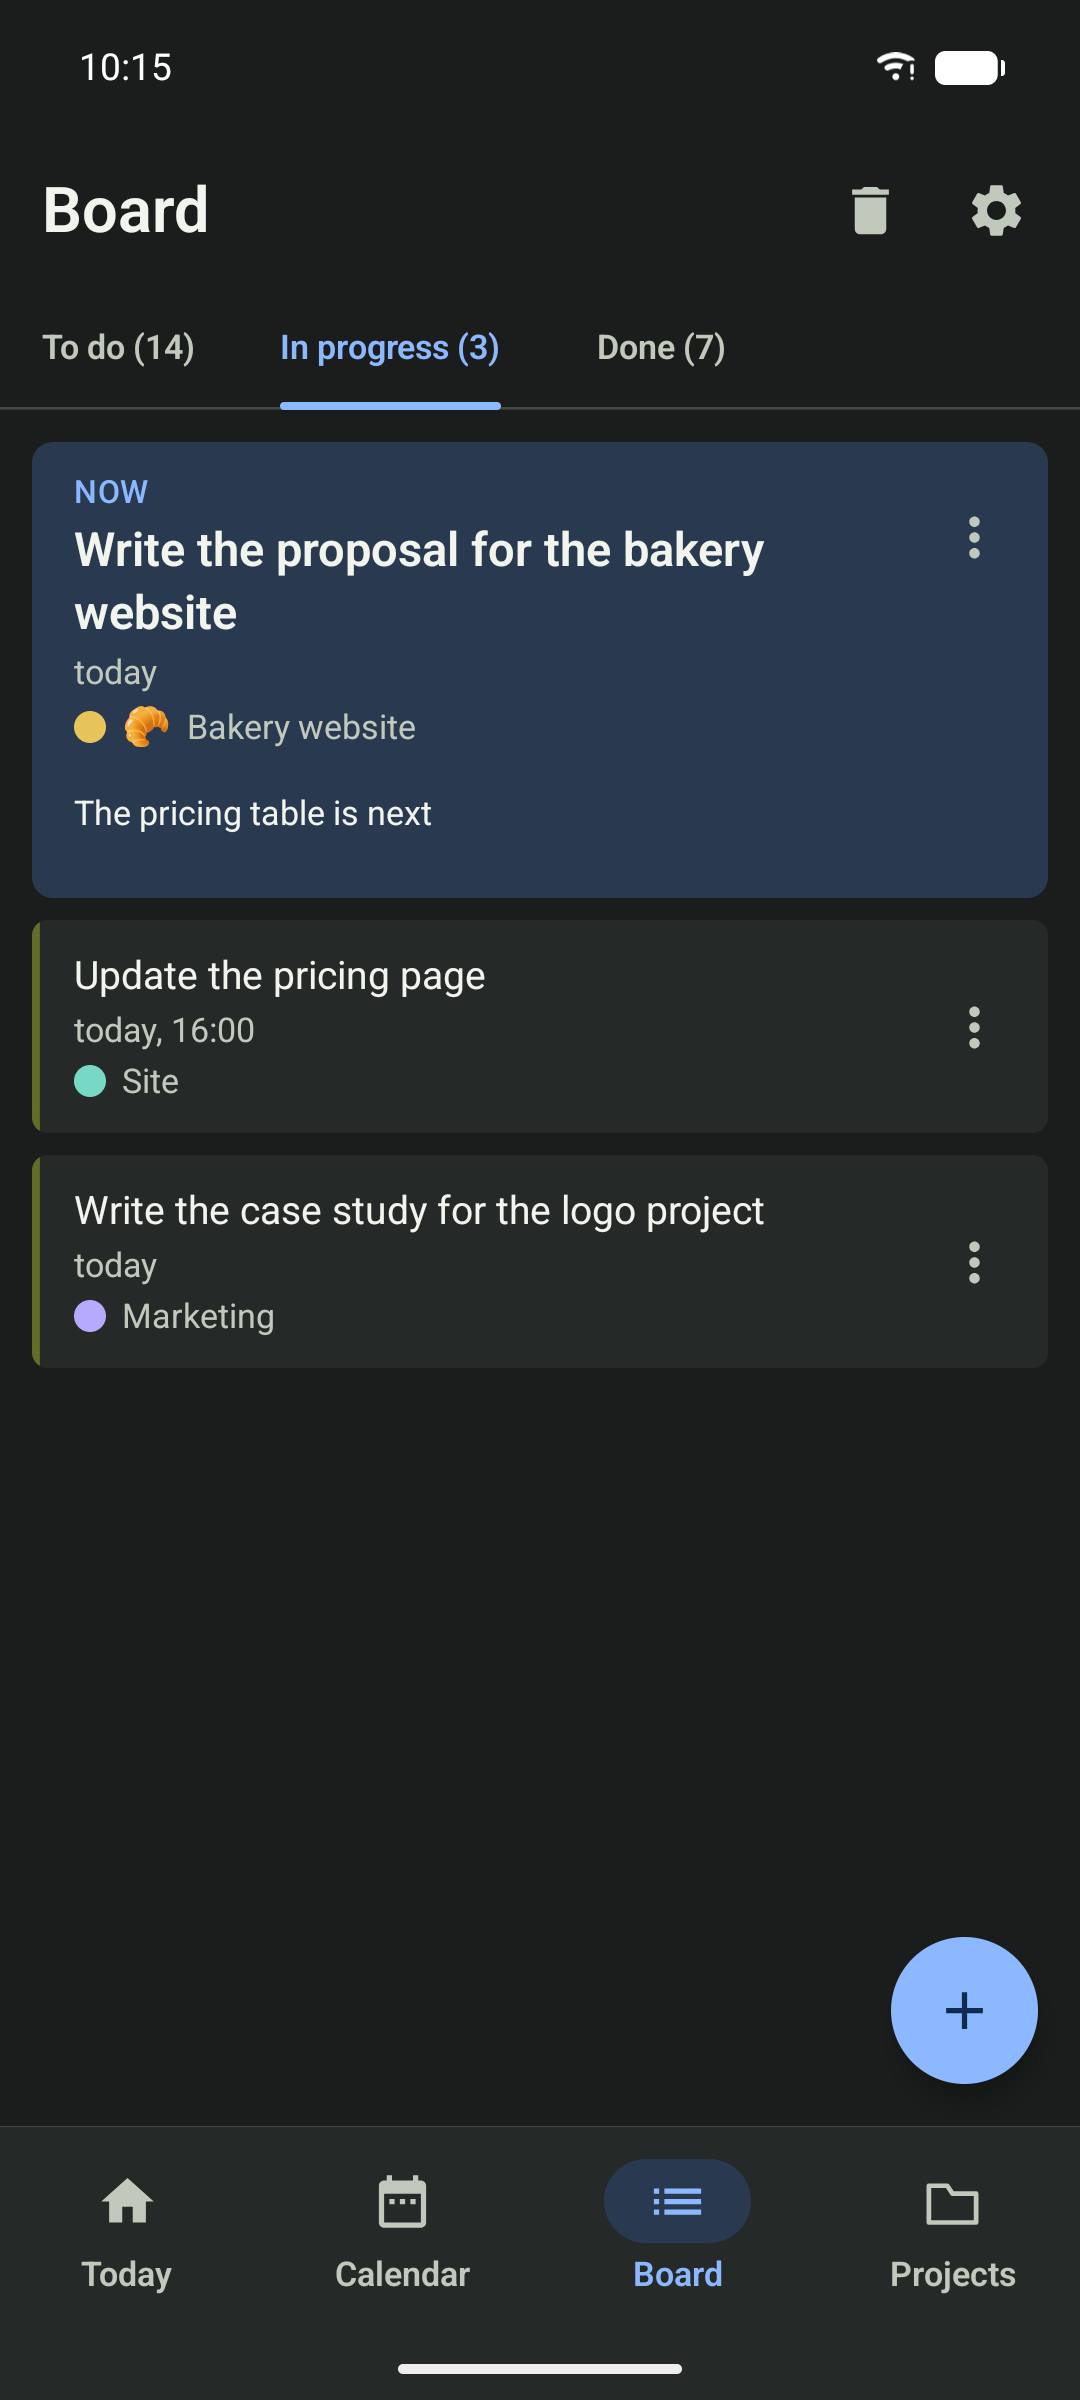 10:15
Board
To do (14)
In progress (3)
Done (7)
NOW
Write the proposal for the bakery
website
today
Bakery website
The pricing table is next
Update the pricing page
today, 16:00
Site
Write the case study for the logo project
today
Marketing
Today
Calendar
Board
Projects